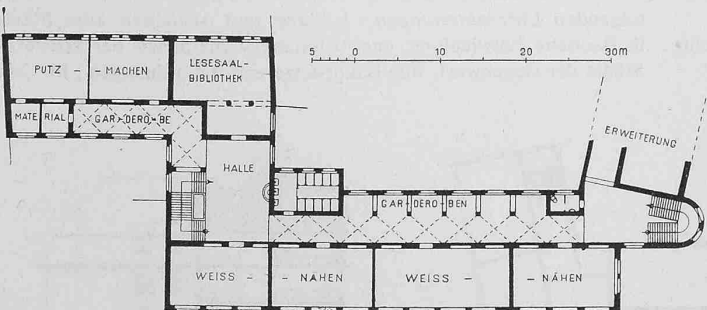 PUTZ - MACHEN
LESESAAL-
BIBLIOTHEK
MATE RIAL
GAR-DERO-BE
HALLE
5 0 10 20 30m
ERWEITERUNG
GAR-DERO-BEN
WEISS - - NÄHEN
WEISS - - NÄHEN